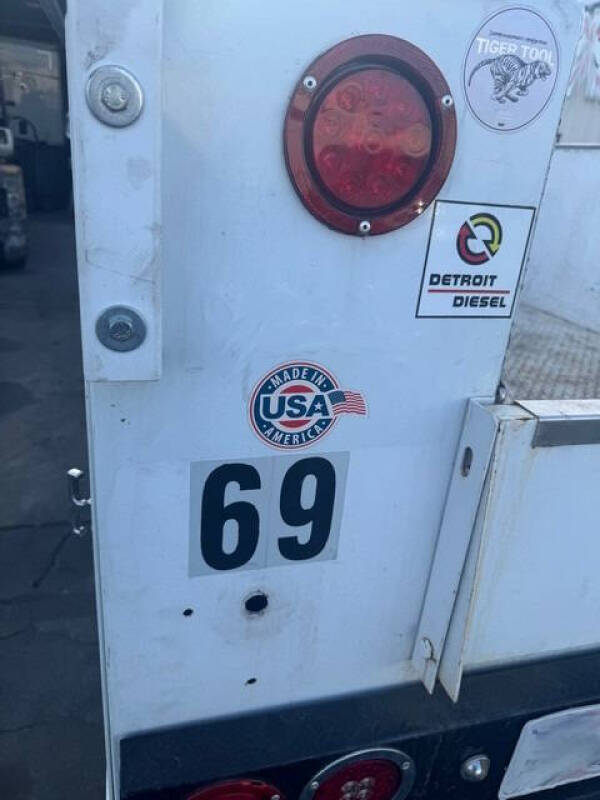 TIGER TOOL
DETROIT
DIESEL
MADE IN
USA
AMERICA
69